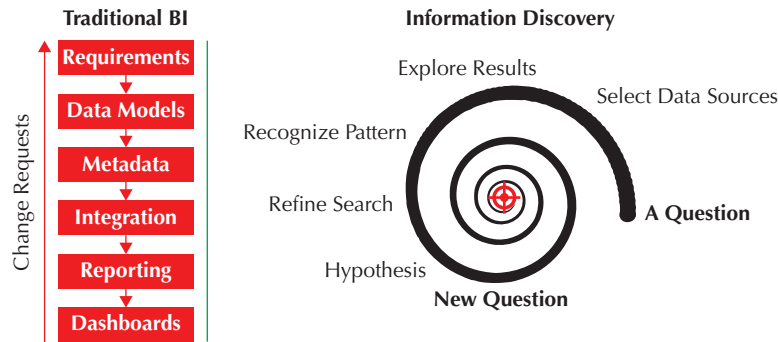 Traditional BI
Requirements
Data Models
Metadata
Integration
Reporting
Dashboards
Change Requests
Information Discovery
Explore Results
Select Data Sources
Recognize Pattern
Refine Search
A Question
Hypothesis
New Question